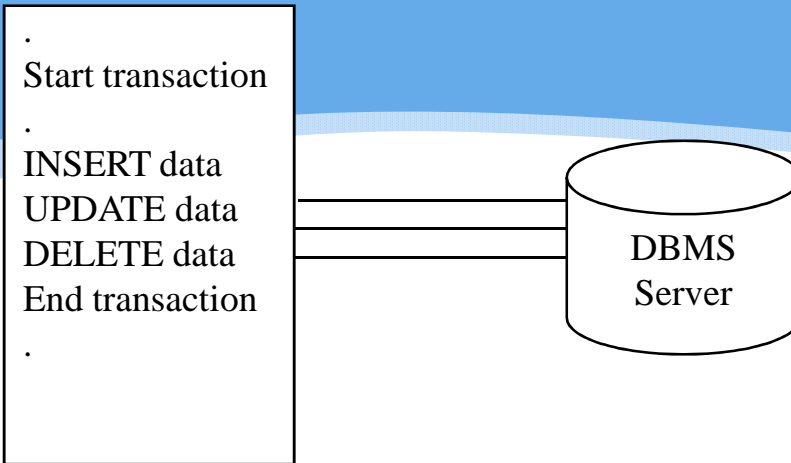 .
Start transaction
.
INSERT data
UPDATE data
DELETE data
End transaction
.
DBMS
Server